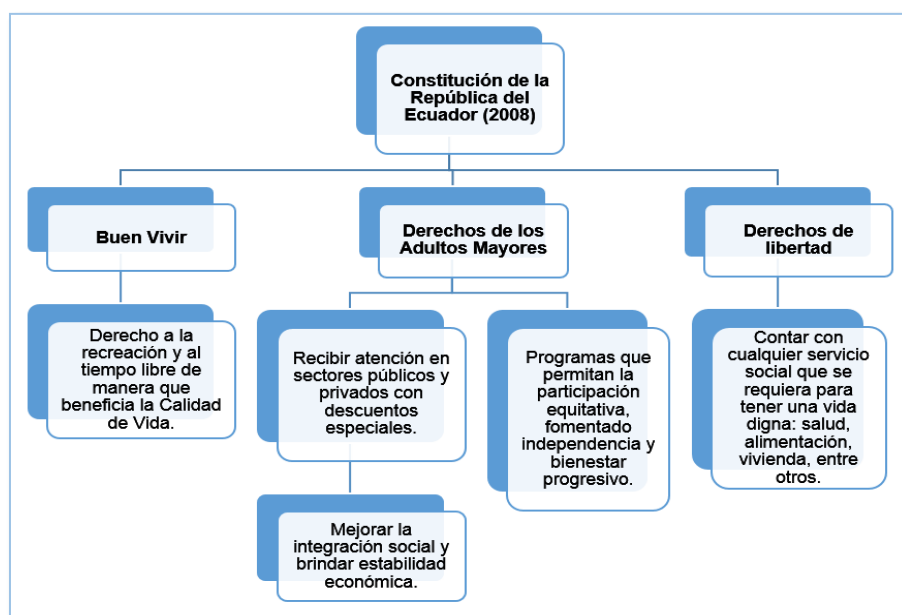 Constitución de la
República del
Ecuador (2008)
Buen Vivir
Derechos de los
Adultos Mayores
Derechos de
libertad
Derecho a la
recreación y al
tiempo libre de
manera que
beneficia la Calidad
de Vida.
Recibir atención en
sectores públicos y
privados con
descuentos
especiales.
Programas que
permitan la
participación
equitativa,
fomentado
independencia y
bienestar
progresivo.
Contar con
cualquier servicio
social que se
requiera para
tener una vida
digna: salud,
alimentación,
vivienda, entre
otros.
Mejorar la
integración social y
brindar estabilidad
económica.